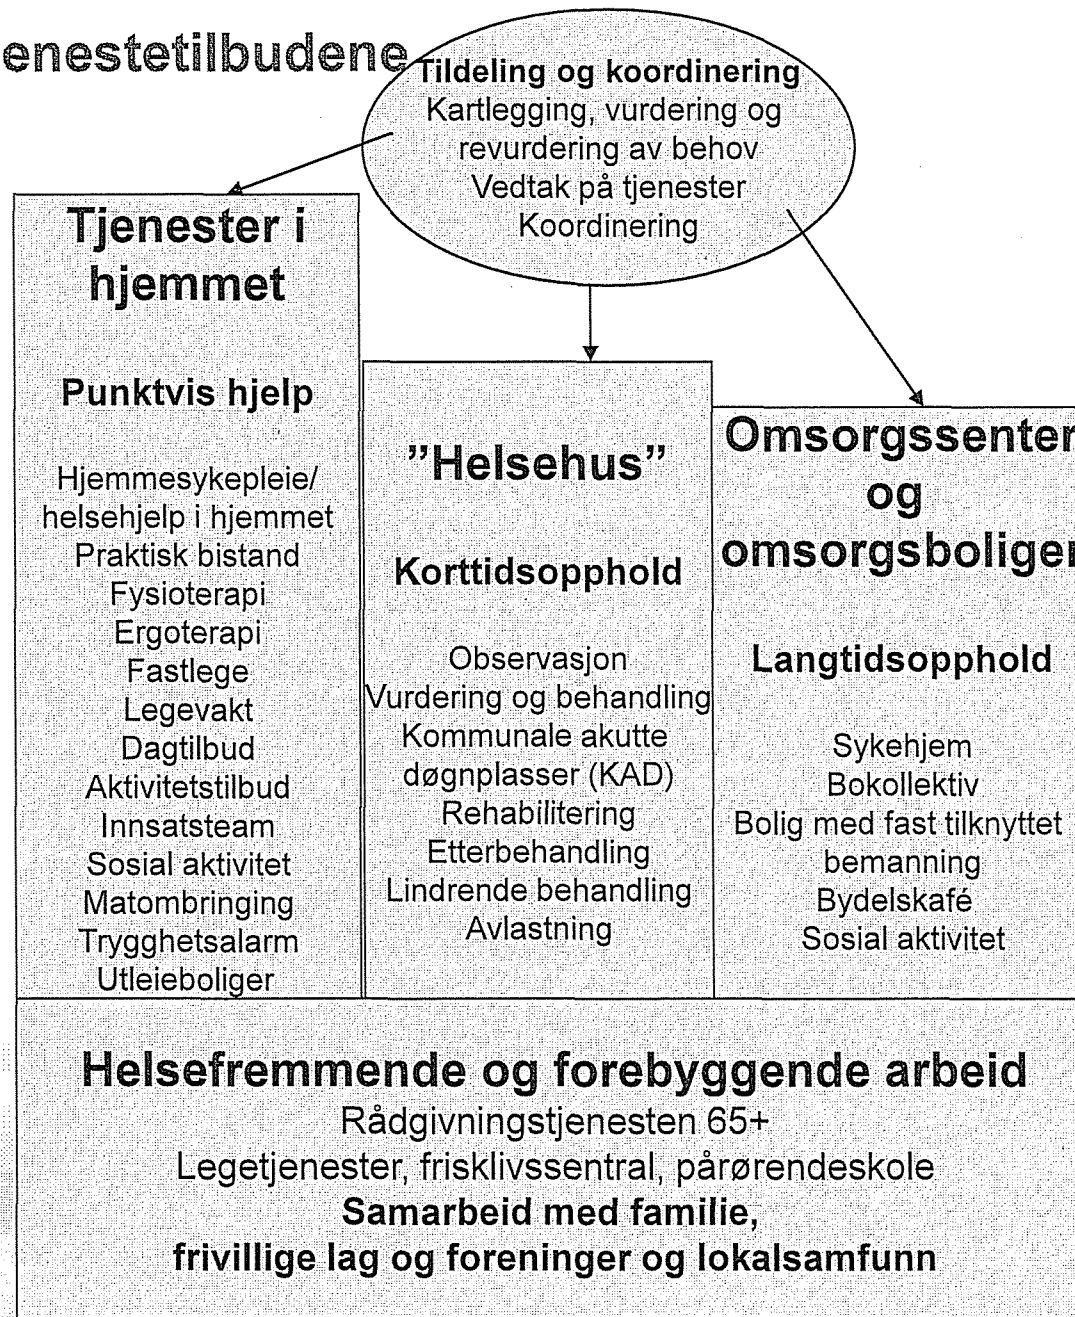 enestetilbudene
Tildeling og koordinering
Kartlegging, vurdering og
revurdering av behov
Vedtak på tjenester
Koordinering
Tjenester i
hjemmet
Punktvis hjelp
Hjemmesykepleie/
helsehjelp i hjemmet
Praktisk bistand
Fysioterapi
Ergoterapi
Fastlege
Legevakt
Dagtilbud
Aktivitetstilbud
Innsatsteam
Sosial aktivitet
Matombringing
Trygghetsalarm
Utleieboliger
”Helsehus”
Korttidsopphold
Observasjon
Vurdering og behandling
Kommunale akutte
døgnplasser (KAD)
Rehabilitering
Etterbehandling
Lindrende behandling
Avlastning
Omsorgssenter
og
omsorgsboliger
Langtidsopphold
Sykehjem
Bokollektiv
Bolig med fast tilknyttet
bemanning
Bydelskafé
Sosial aktivitet
Helsefremmende og forebyggende arbeid
Rådgivningstjenesten 65+
Legetjenester, frisklivssentral, pårørendeskole
Samarbeid med familie,
frivillige lag og foreninger og lokalsamfunn